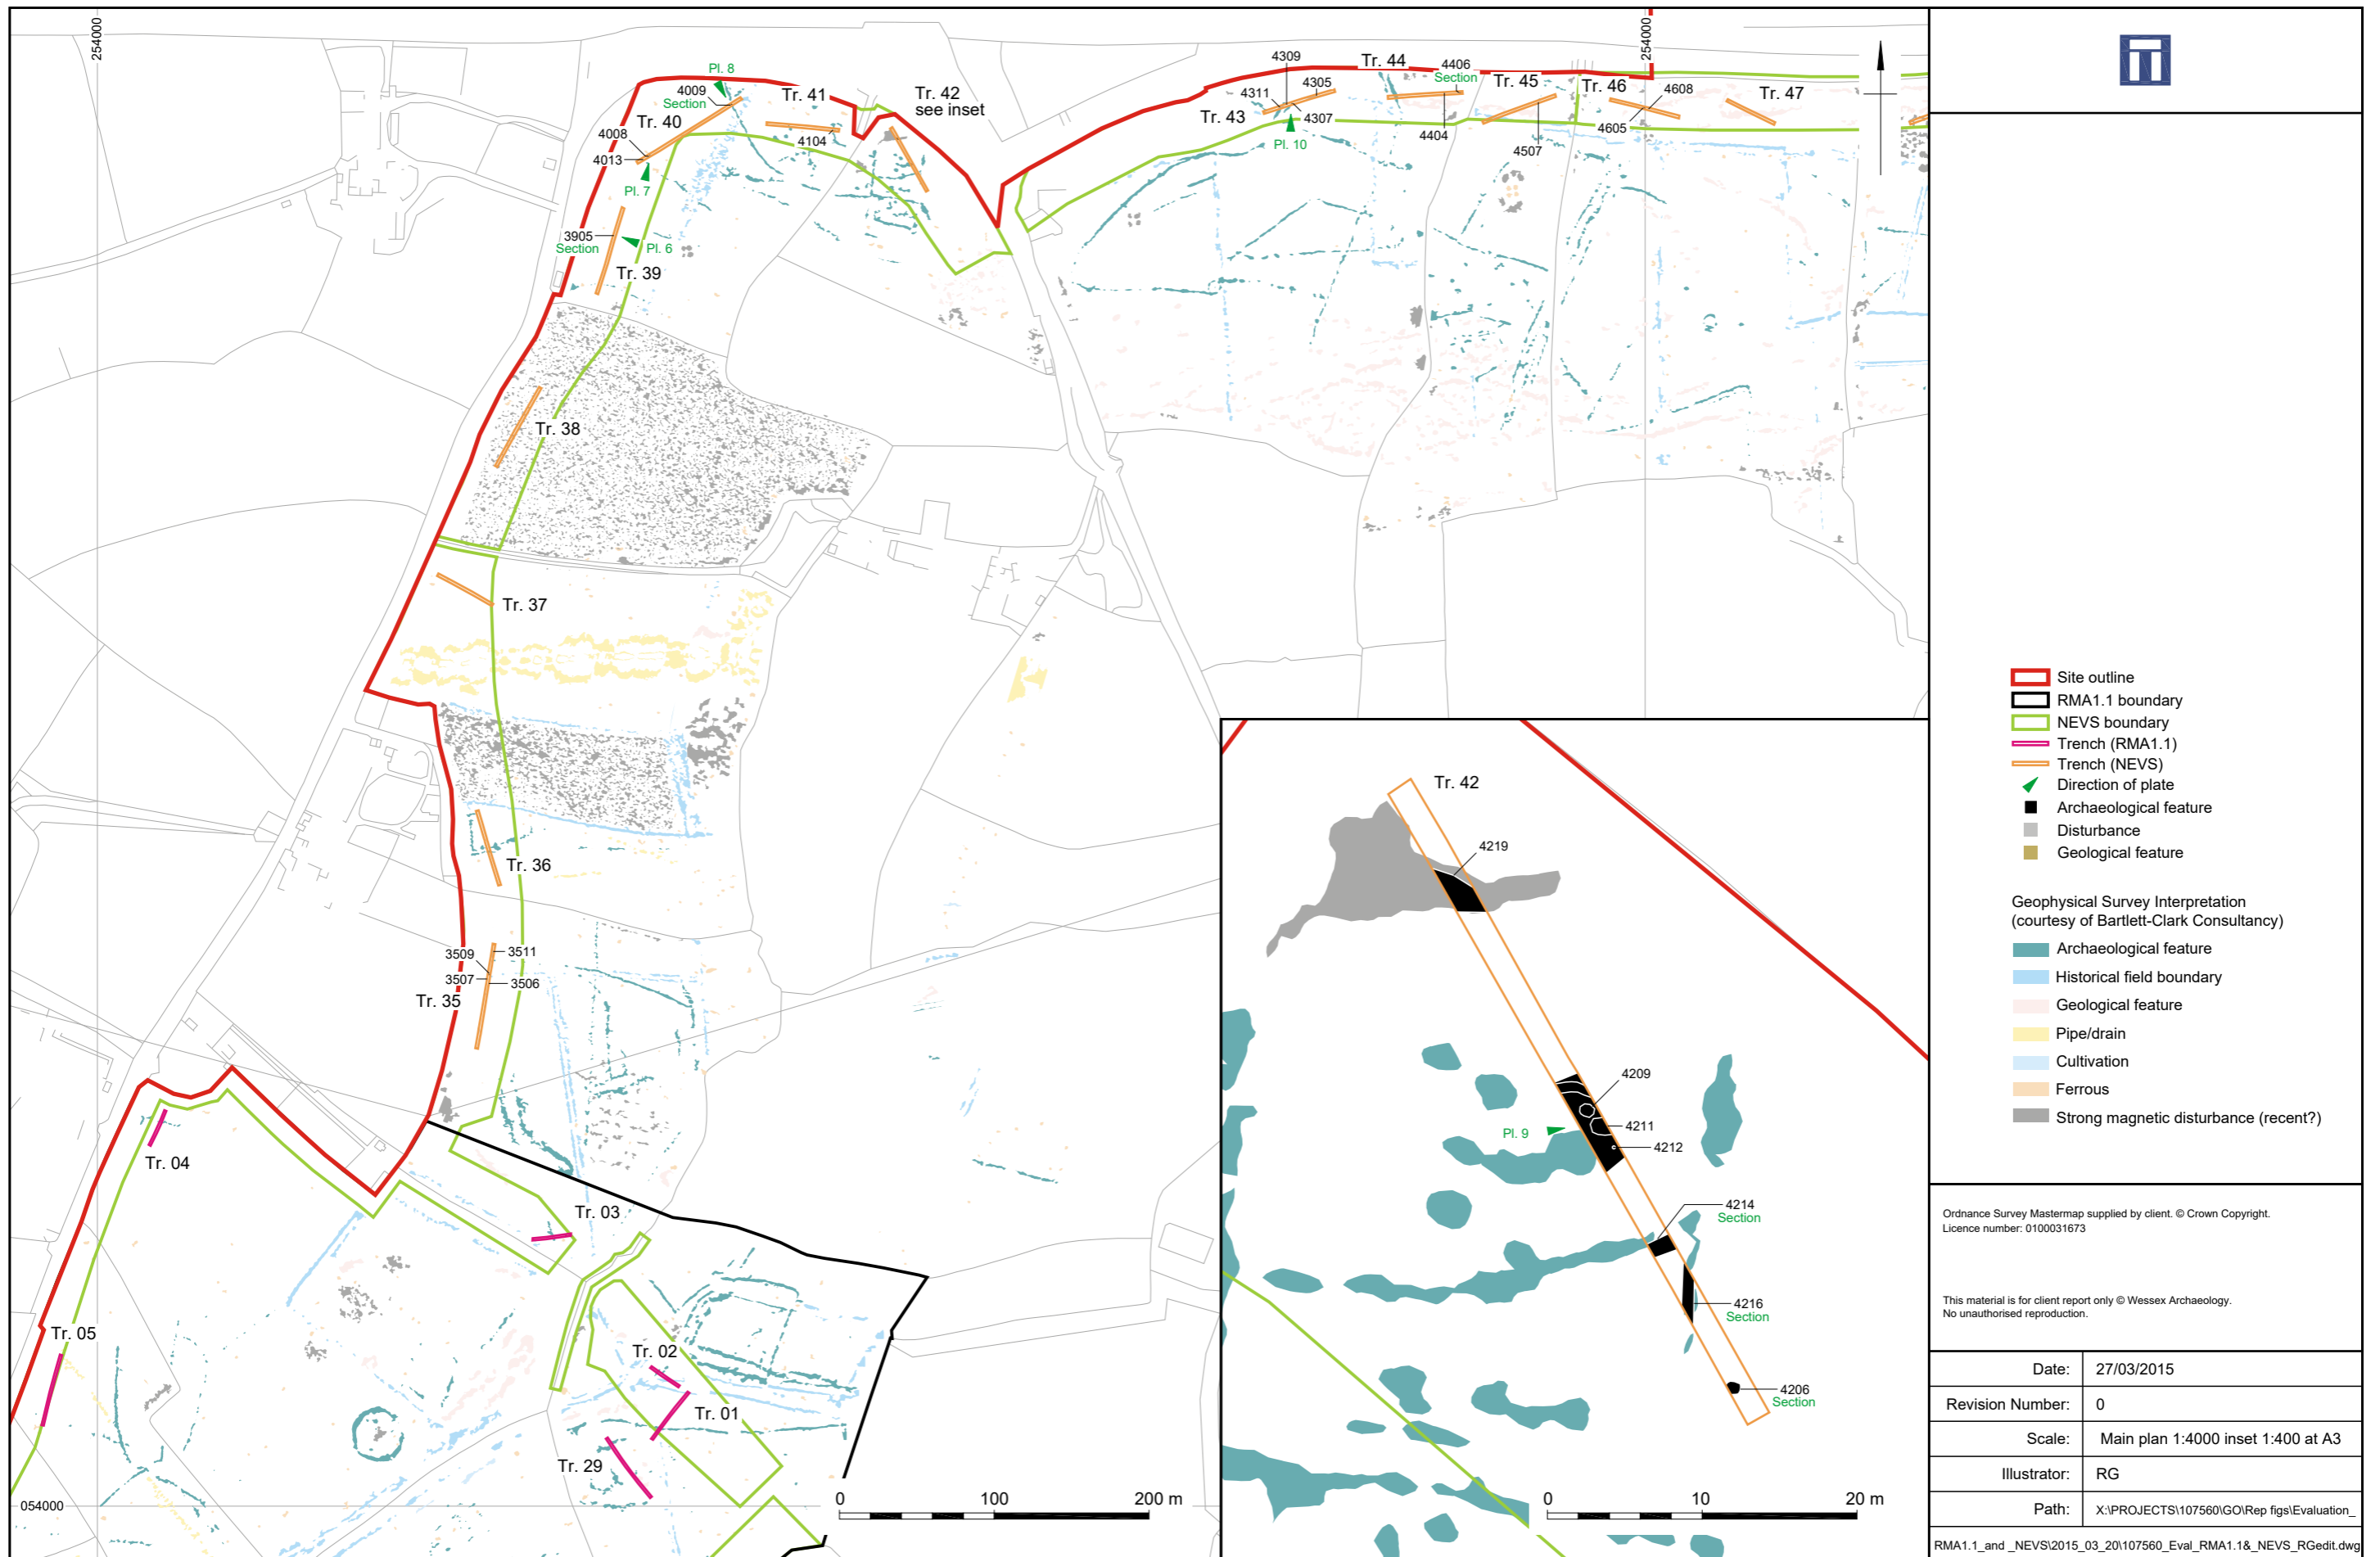 254000
254000
Pl. 8
4009
Section
Tr. 40
Tr. 41
Tr. 42
see inset
4008
4013
4104
Pl. 7
3905
Section
Pl. 6
Tr. 39
4309
4305
4311
Tr. 43
4307
Pl. 10
Tr. 44
4406
Section
4404
Tr. 45
4507
Tr. 46
4608
4605
Tr. 47
Tr. 38
Tr. 37
Tr. 36
3509
3511
3507
3506
Tr. 35
Tr. 04
Tr. 03
Tr. 05
Tr. 02
Tr. 01
Tr. 29
054000
0
100
200 m
Tr. 42
4219
4209
4211
4212
Pl. 9
4214
Section
4216
Section
4206
Section
0
10
20 m
Site outline
RMA1.1 boundary
NEVS boundary
Trench (RMA1.1)
Trench (NEVS)
Direction of plate
Archaeological feature
Disturbance
Geological feature
Geophysical Survey Interpretation
(courtesy of Bartlett-Clark Consultancy)
Archaeological feature
Historical field boundary
Geological feature
Pipe/drain
Cultivation
Ferrous
Strong magnetic disturbance (recent?)
Ordnance Survey Mastermap supplied by client. © Crown Copyright.
Licence number: 0100031673
This material is for client report only © Wessex Archaeology.
No unauthorised reproduction.
Date: 27/03/2015
Revision Number: 0
Scale: Main plan 1:4000 inset 1:400 at A3
Illustrator: RG
Path: X:\PROJECTS\107560\GO\Rep figs\Evaluation_
RMA1.1_and _NEVS\2015_03_20\107560_Eval_RMA1.1&_NEVS_RGedit.dwg